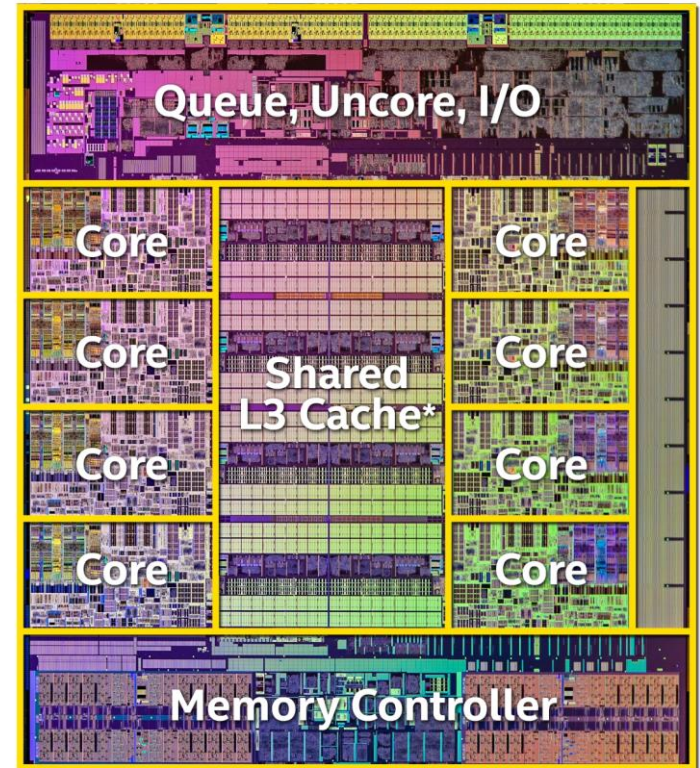 Queue, Uncore, I/O
Core
Core
Core
Core
Shared
L3 Cache*
Core
Core
Core
Core
Memory Controller